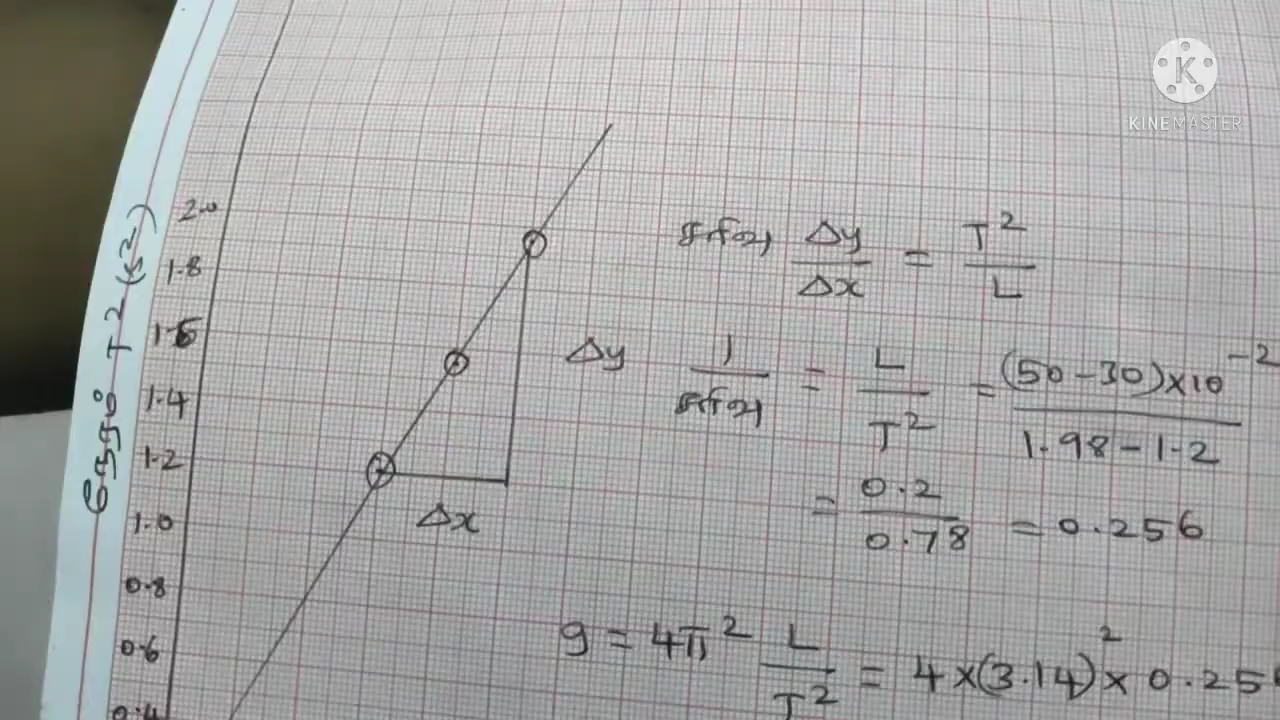 KINEMASTER
T2 (s2)
2.0
1.8
1.6
1.4
1.2
1.0
0.8
0.6
0.4
Δy
Δx
Δy/Δx = T²/L
1/ = L/T² = (50-30)×10⁻²/1.98-1.2
= 0.2/0.78 = 0.256
g = 4π² L/T² = 4×(3.14)²×0.25